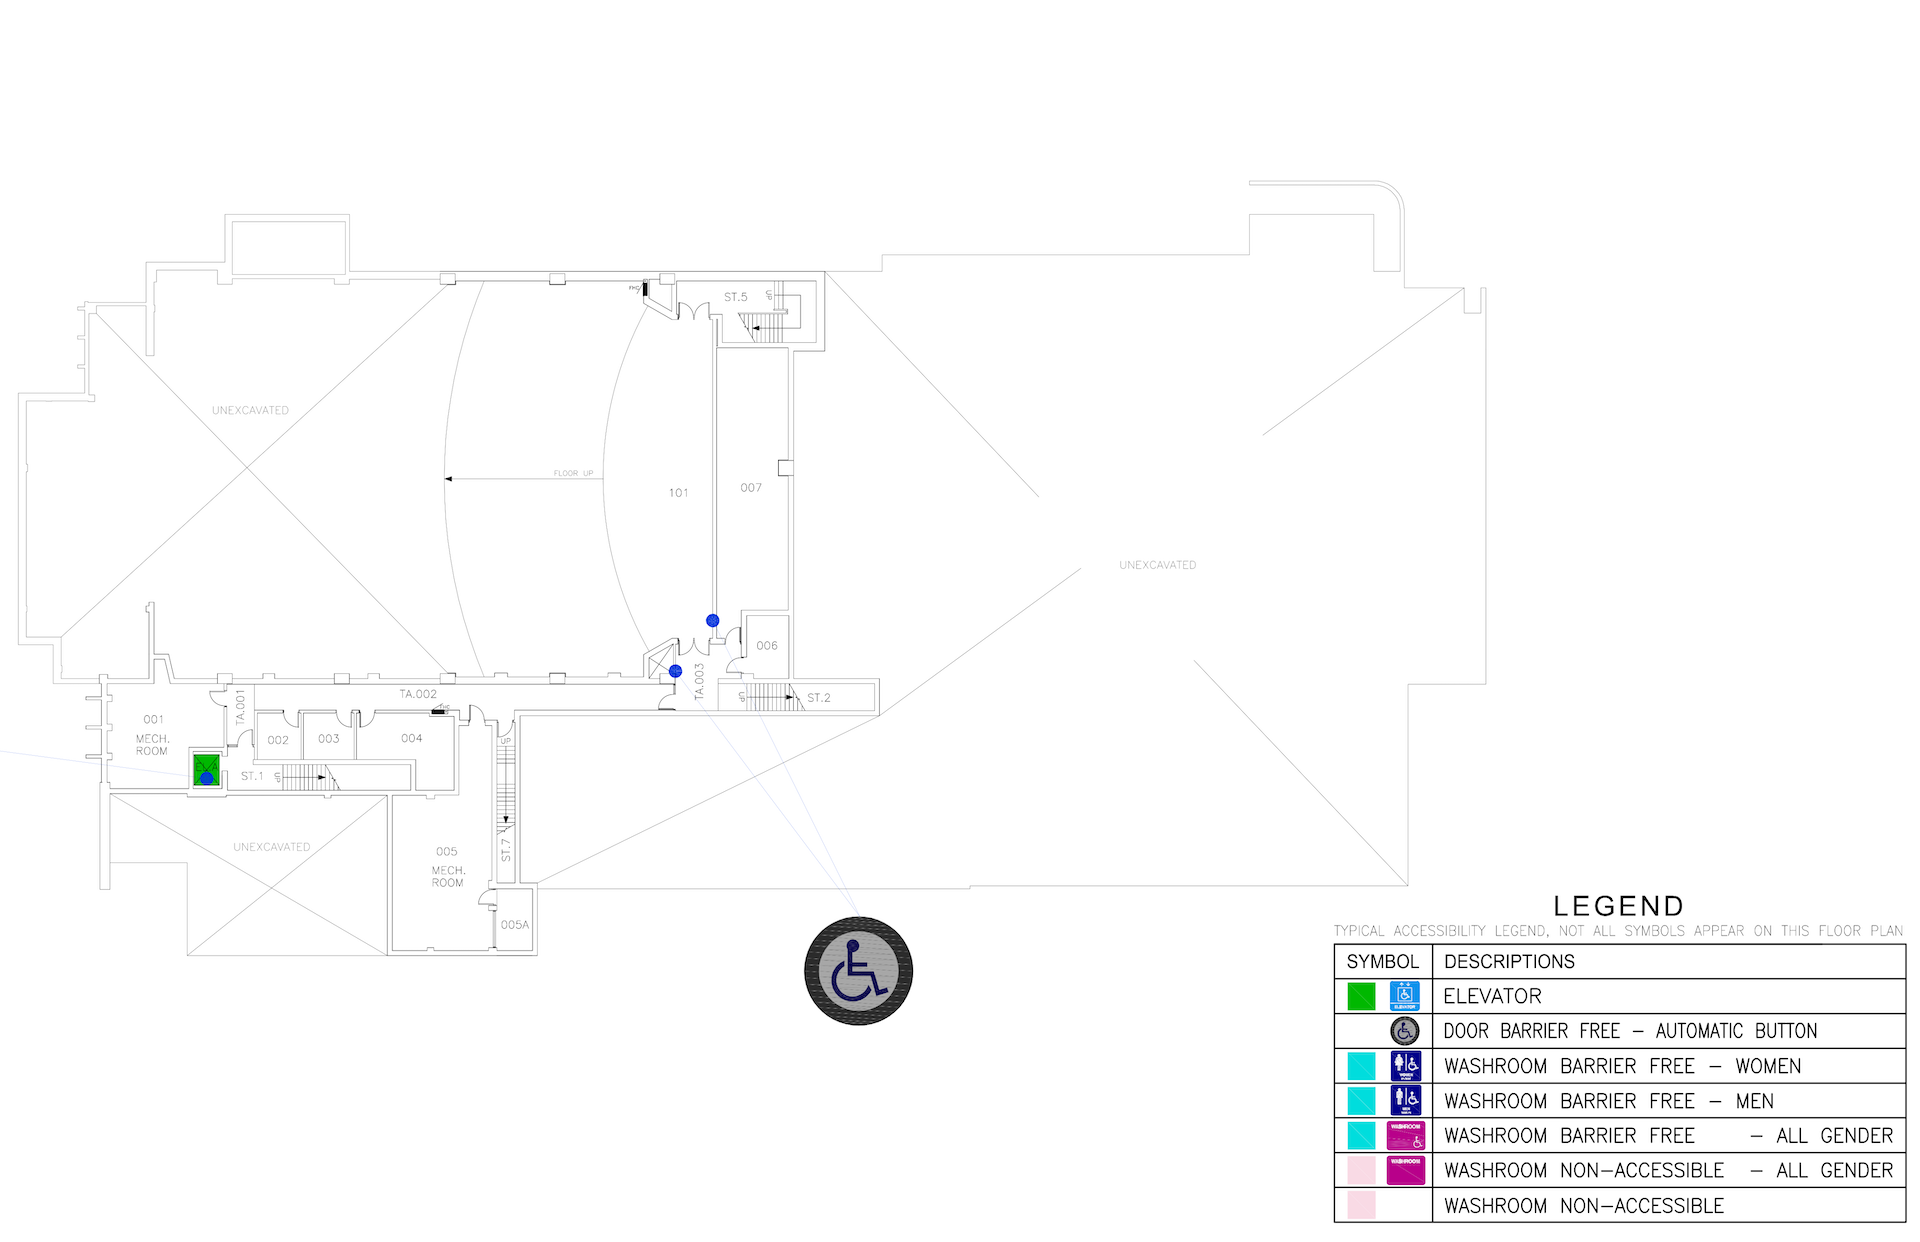 FHC
ST.5
UP
UNEXCAVATED
FLOOR UP
101
007
UNEXCAVATED
006
TA.003
TA.002
UP
ST.2
TA.001
FHC
001
MECH.
ROOM
002
003
004
UP
EV.A
ST.1
UP
UNEXCAVATED
005
MECH.
ROOM
ST.7
005A
LEGEND
TYPICAL ACCESSIBILITY LEGEND, NOT ALL SYMBOLS APPEAR ON THIS FLOOR PLAN
SYMBOL DESCRIPTIONS
ELEVATOR ELEVATOR
DOOR BARRIER FREE - AUTOMATIC BUTTON
WOMEN WASHROOM BARRIER FREE - WOMEN
MEN WASHROOM BARRIER FREE - MEN
WASHROOM WASHROOM BARRIER FREE - ALL GENDER
WASHROOM WASHROOM NON-ACCESSIBLE - ALL GENDER
WASHROOM NON-ACCESSIBLE